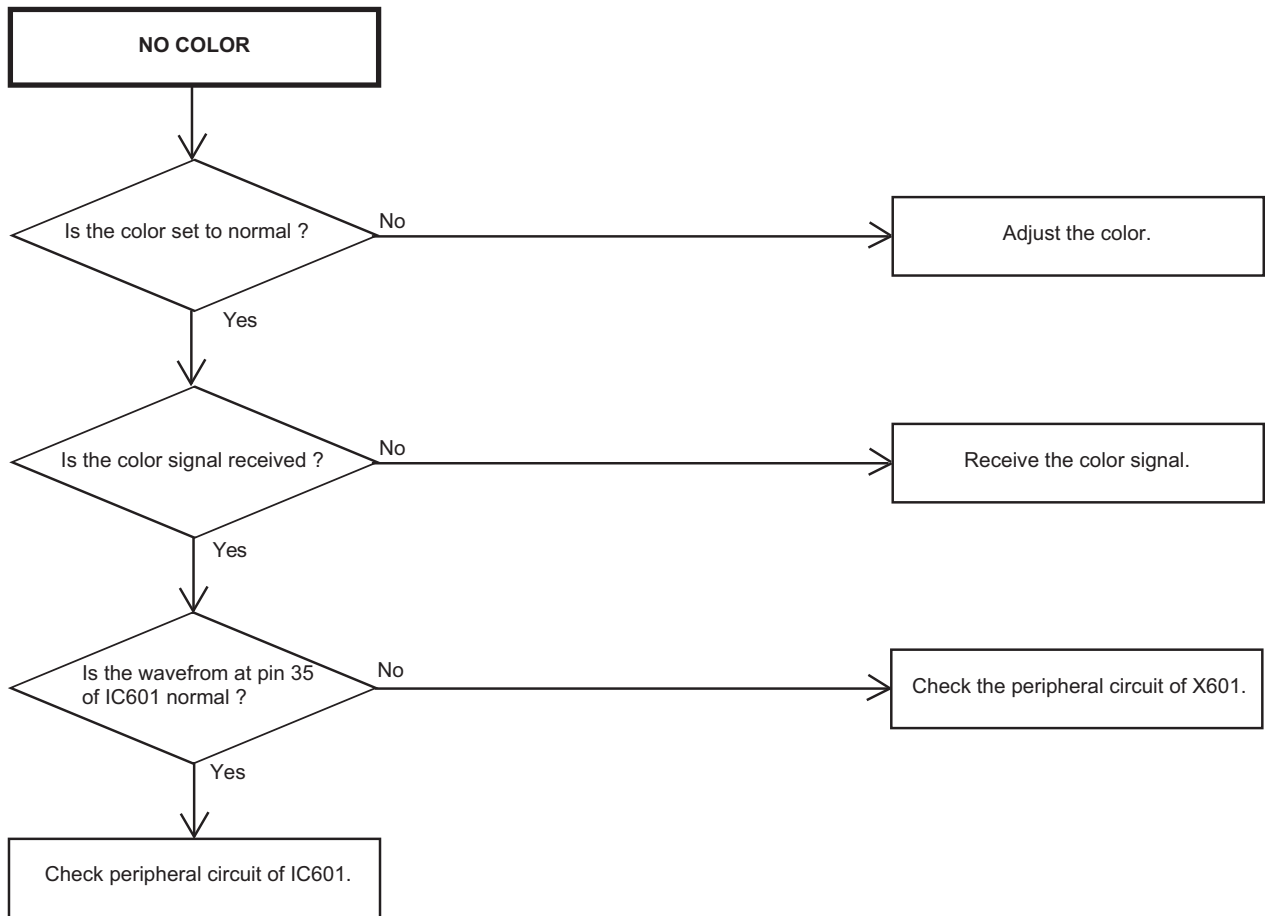 NO COLOR
Is the color set to normal ?
No
Adjust the color.
Yes
Is the color signal received ?
No
Receive the color signal.
Yes
Is the wavefrom at pin 35
of IC601 normal ?
No
Check the peripheral circuit of X601.
Yes
Check peripheral circuit of IC601.